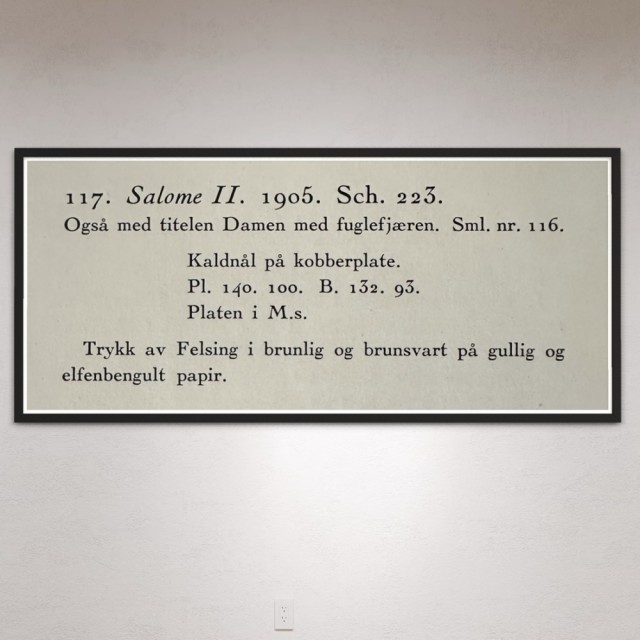 117. Salome II. 1905. Sch. 223.
Også med titelen Damen med fuglefjæren. Sml. nr. 116.
Kaldnål på kobberplate.
Pl. 140. 100. B. 132. 93.
Platen i M.s.
Trykk av Felsing i brunlig og brunsvart på gullig og
elfenbengult papir.